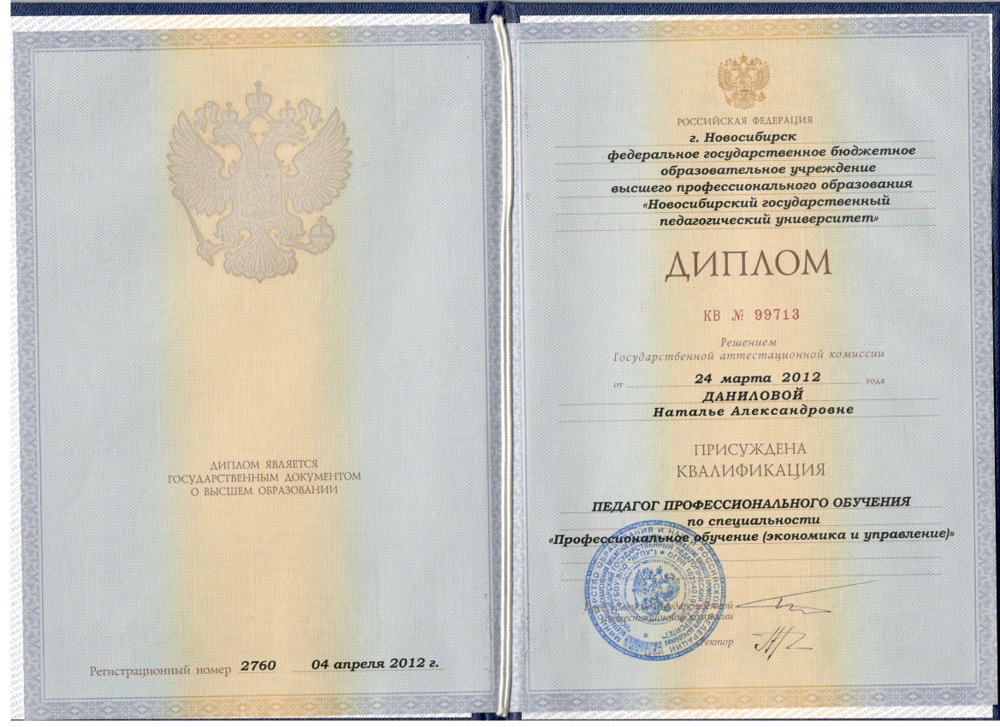 ДИПЛОМ ЯВЛЯЕТСЯ
ГОСУДАРСТВЕННЫМ ДОКУМЕНТОМ
О ВЫСШЕМ ОБРАЗОВАНИИ
Регистрационный номер 2760 04 апреля 2012 г.
РОССИЙСКАЯ ФЕДЕРАЦИЯ
г. Новосибирск
федеральное государственное бюджетное
образовательное учреждение
высшего профессионального образования
«Новосибирский государственный
педагогический университет»
ДИПЛОМ
КВ № 99713
Решением
Государственной аттестационной комиссии
от 24 марта 2012 года
ДАНИЛОВОЙ
Наталье Александровне
ПРИСУЖДЕНА
КВАЛИФИКАЦИЯ
ПЕДАГОГ ПРОФЕССИОНАЛЬНОГО ОБУЧЕНИЯ
по специальности
«Профессиональное обучение (экономика и управление)»
Председатель Государственной
аттестационной комиссии
Ректор